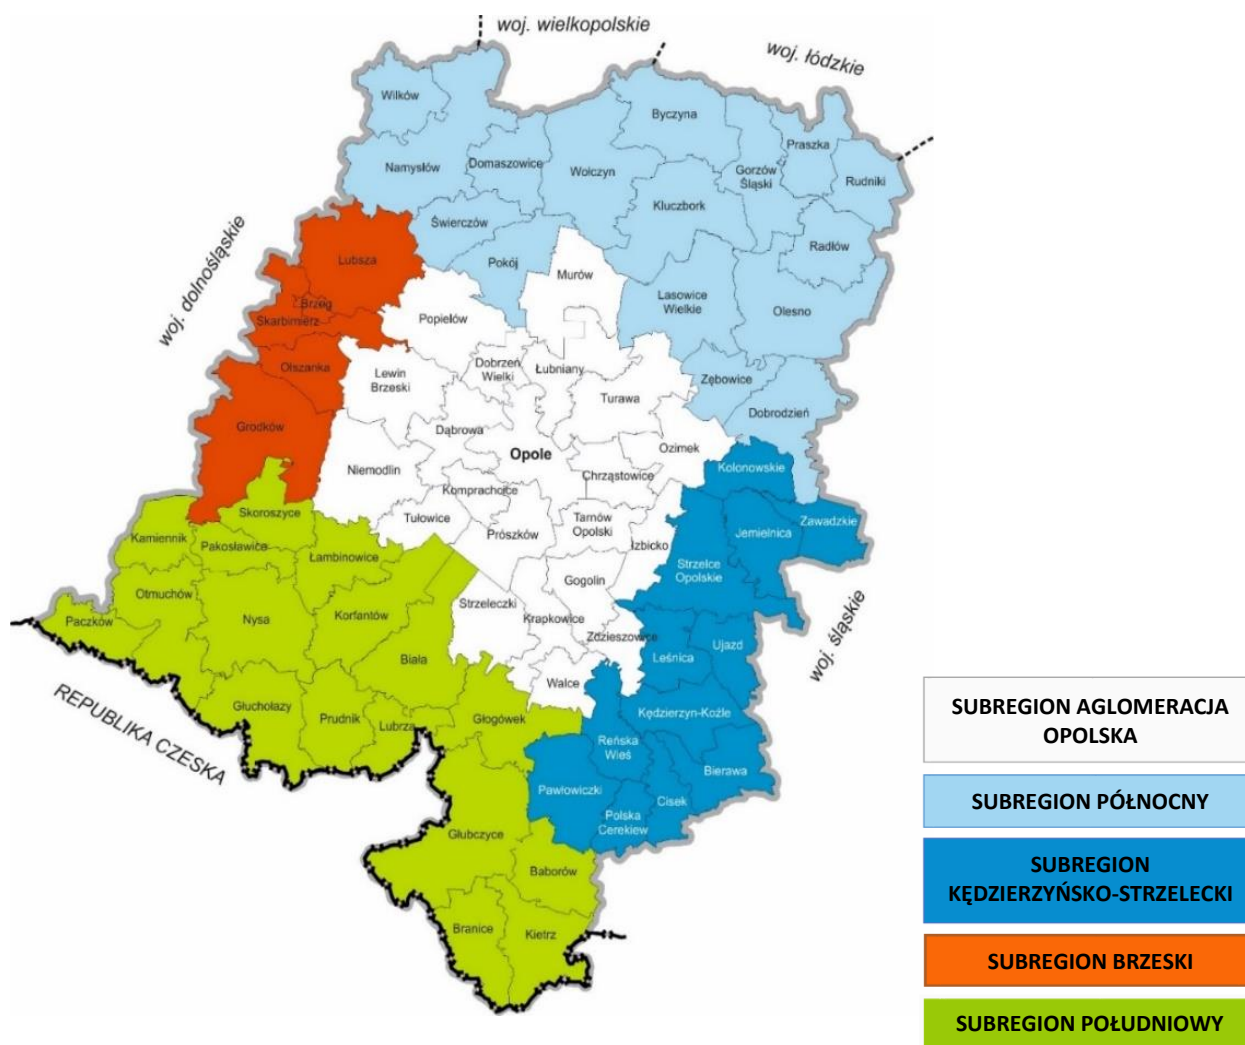 woj. wielkopolskie
woj. łódzkie
Wilków
Byczyna
Praszka
Namysłów
Domaszowice
Wołczyn
Gorzów
Śląski
Rudniki
Kluczbork
Świerczów
Radłów
woj. dolnośląskie
Lubsza
Pokój
Murów
Lasowice
Wielkie
Olesno
Brzeg
Skarbimierz
Popielów
Olszanka
Lewin
Brzeski
Dobrzeń
Wielki
Łubniany
Zębowice
Turawa
Dobrodzień
Grodków
Dąbrowa
Opole
Ozimek
Niemodlin
Kolonowskie
Chrząstowice
Komprachcice
Skoroszyce
Tułowice
Prószków
Tarnów
Opolski
Zawadzkie
Jemielnica
Kamiennik
Pakosławice
Łambinowice
Izbicko
Strzelce
Opolskie
Gogolin
Otmuchów
Strzeleczki
Paczków
Nysa
Korfantów
Krapkowice
Zdzieszowice
Ujazd
woj. śląskie
Biała
Leśnica
Walce
REPUBLIKA CZESKA
Głuchołazy
Prudnik
Lubrza
Głogówek
Kędzierzyn-Koźle
Reńska
Wieś
Bierawa
Pawłowiczki
Cisek
Polska
Cerekiew
Głubczyce
Baborów
Branice
Kietrz
SUBREGION AGLOMERACJA
OPOLSKA
SUBREGION PÓŁNOCNY
SUBREGION
KĘDZIERZYŃSKO-STRZELECKI
SUBREGION BRZESKI
SUBREGION POŁUDNIOWY